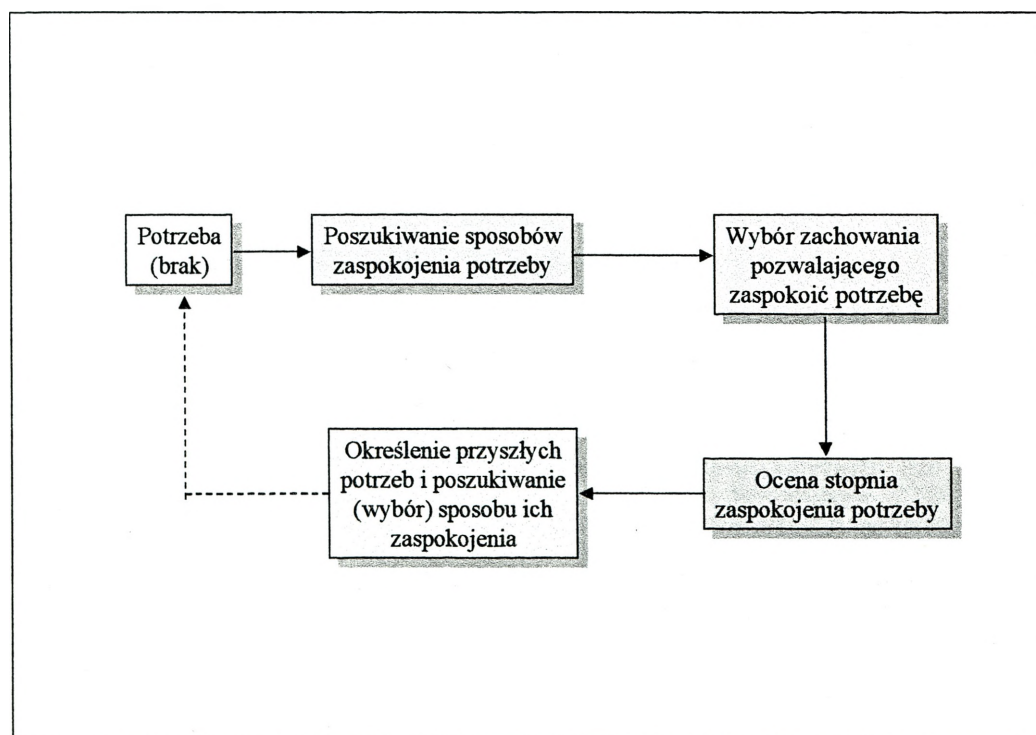 Potrzeba
(brak)
Poszukiwanie sposobów
zaspokojenia potrzeby
Wybór zachowania
pozwalającego
zaspokoić potrzebę
Ocena stopnia
zaspokojenia potrzeby
Określenie przyszłych
potrzeb i poszukiwanie
(wybór) sposobu ich
zaspokojenia